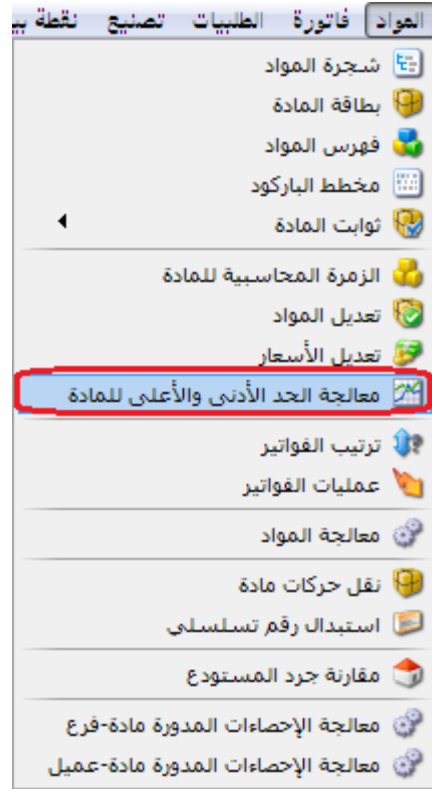 المواد فاتورة الطلبيات تصنيع نقطة
شجرة المواد
بطاقة المادة
فهرس المواد
مخطط الباركود
ثوابت المادة
الزمرة المحاسبية للمادة
تعديل المواد
تعديل الأسعار
معالجة الحد الأدنى والأعلى للمادة
ترتيب الفواتير
عمليات الفواتير
معالجة المواد
نقل حركات مادة
استبدال رقم تسلسلي
مقارنة جرد المستودع
معالجة الإحصاءات المدورة مادة-فرع
معالجة الإحصاءات المدورة مادة-عميل